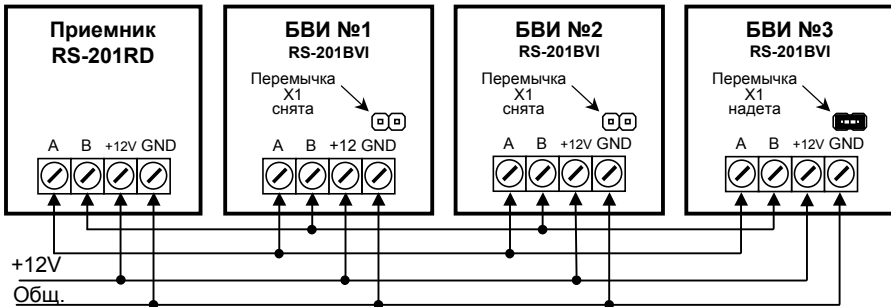 Приемник
RS-201RD
A B +12V GND
БВИ №1
RS-201BVI
Перемычка
X1
снята
A B +12 GND
БВИ №2
RS-201BVI
Перемычка
X1
снята
A B +12V GND
БВИ №3
RS-201BVI
Перемычка
X1
надета
A B +12V GND
+12V
Общ.